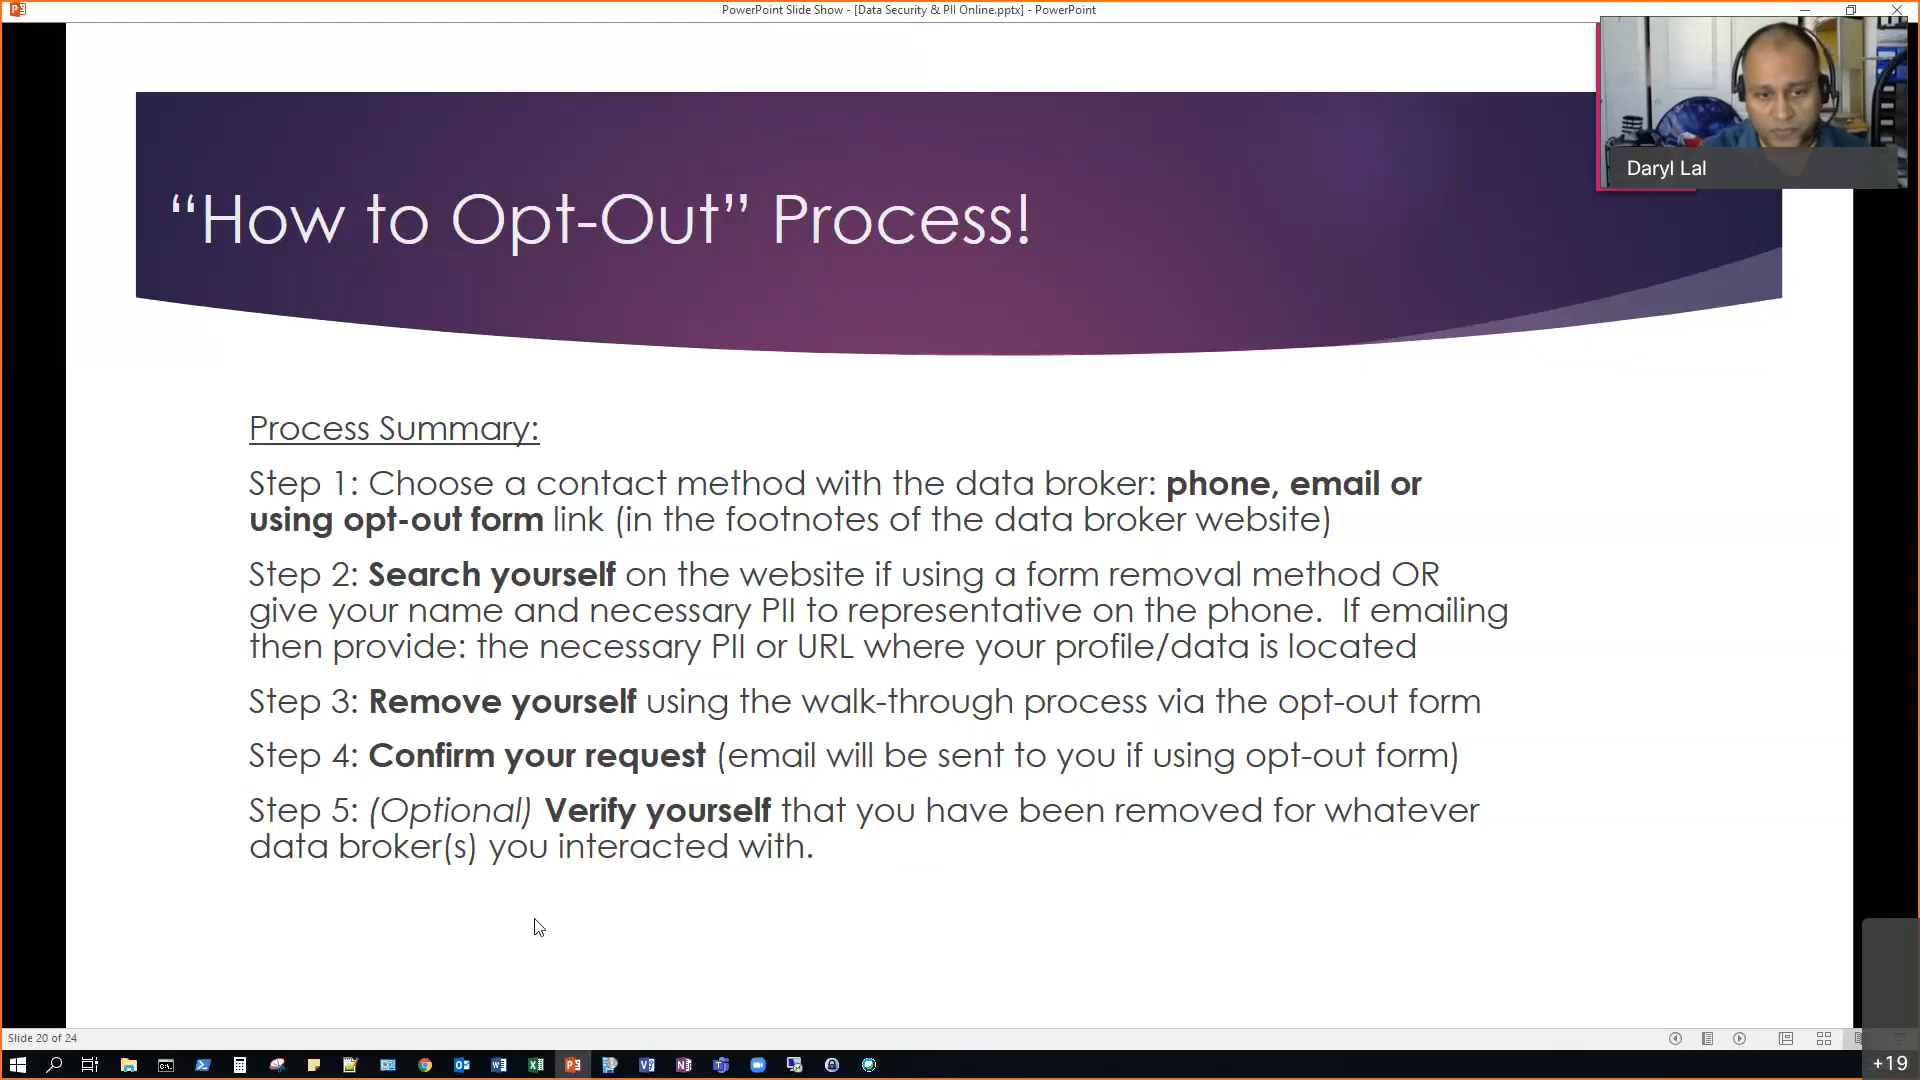 PowerPoint Slide Show - [Data Security & PII Online.pptx] - PowerPoint
Daryl Lal
“How to Opt-Out” Process!
Process Summary:
Step 1: Choose a contact method with the data broker: phone, email or
using opt-out form link (in the footnotes of the data broker website)
Step 2: Search yourself on the website if using a form removal method OR
give your name and necessary PII to representative on the phone. If emailing
then provide: the necessary PII or URL where your profile/data is located
Step 3: Remove yourself using the walk-through process via the opt-out form
Step 4: Confirm your request (email will be sent to you if using opt-out form)
Step 5: (Optional) Verify yourself that you have been removed for whatever
data broker(s) you interacted with.
Slide 20 of 24
+19